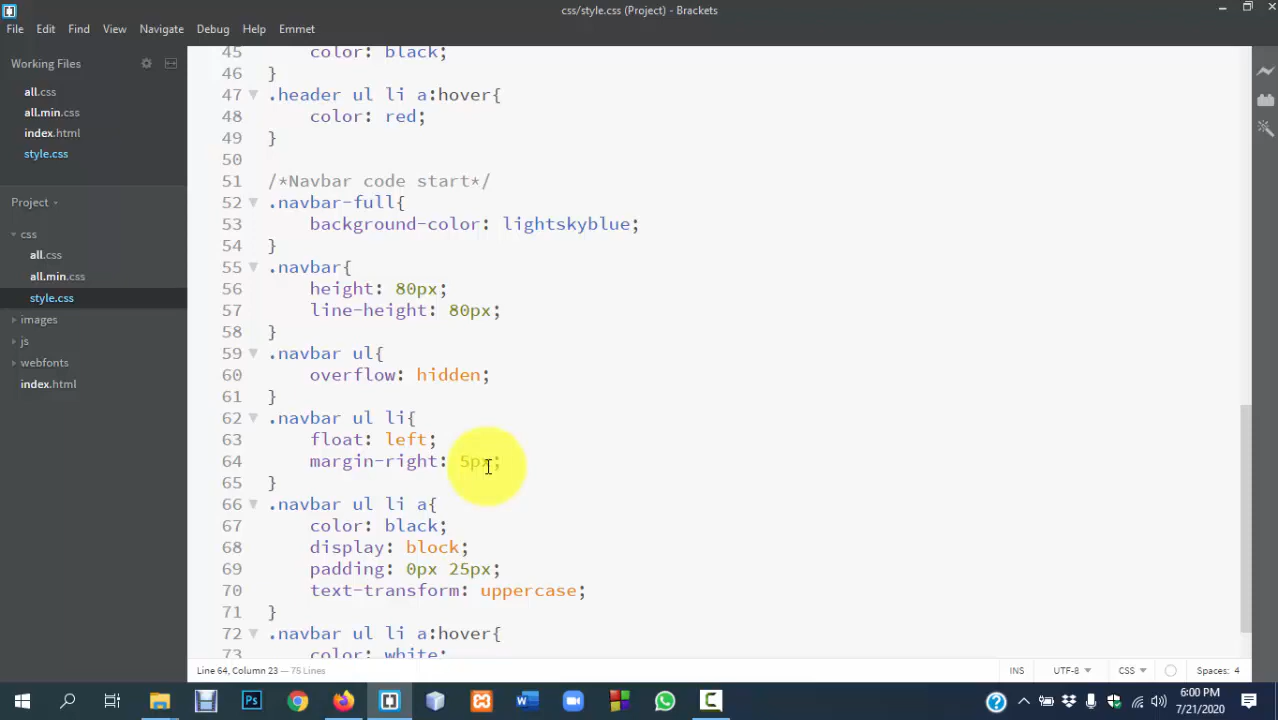 css/style.css (Project) - Brackets
File Edit Find View Navigate Debug Help Emmet
Working Files
all.css
all.min.css
index.html
style.css
Project
css
all.css
all.min.css
style.css
images
js
webfonts
index.html
45 color: black;
46 }
47 .header ul li a:hover{
48 color: red;
49 }
50
51 /*Navbar code start*/
52 .navbar-full{
53 background-color: lightskyblue;
54 }
55 .navbar{
56 height: 80px;
57 line-height: 80px;
58 }
59 .navbar ul{
60 overflow: hidden;
61 }
62 .navbar ul li{
63 float: left;
64 margin-right: 5px;
65 }
66 .navbar ul li a{
67 color: black;
68 display: block;
69 padding: 0px 25px;
70 text-transform: uppercase;
71 }
72 .navbar ul li a:hover{
73 color: white;
Line 64, Column 23 — 75 Lines
INS UTF-8 CSS Spaces: 4
Ps
W
6:00 PM
7/21/2020